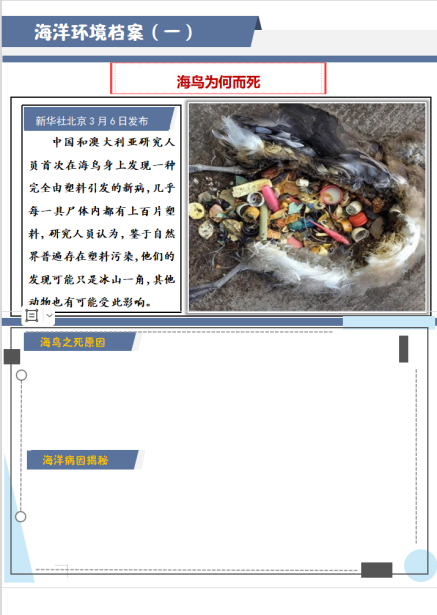 海洋环境档案（一）
海鸟为何而死
新华社北京3月6日发布
中国和澳大利亚研究人
员首次在海鸟身上发现一种
完全由塑料引发的新病，几乎
每一具尸体内都有上百片塑
料，研究人员认为，鉴于自然
界普遍存在塑料污染，他们的
发现可能只是冰山一角，其他
动物也有可能受此影响。
海鸟之死原因
海洋病因揭秘